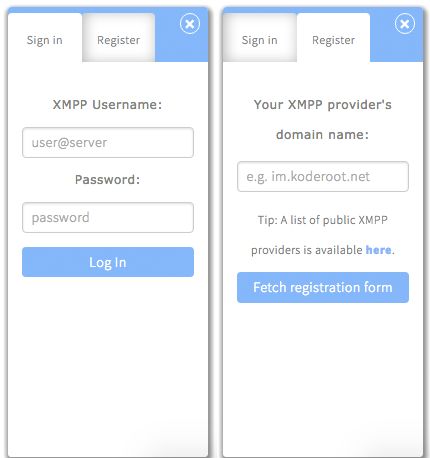 Sign in
Register
XMPP Username:
user@server
Password:
password
Log In
Sign in
Register
Your XMPP provider's
domain name:
e.g. im.koderoot.net
Tip: A list of public XMPP
providers is available here.
Fetch registration form